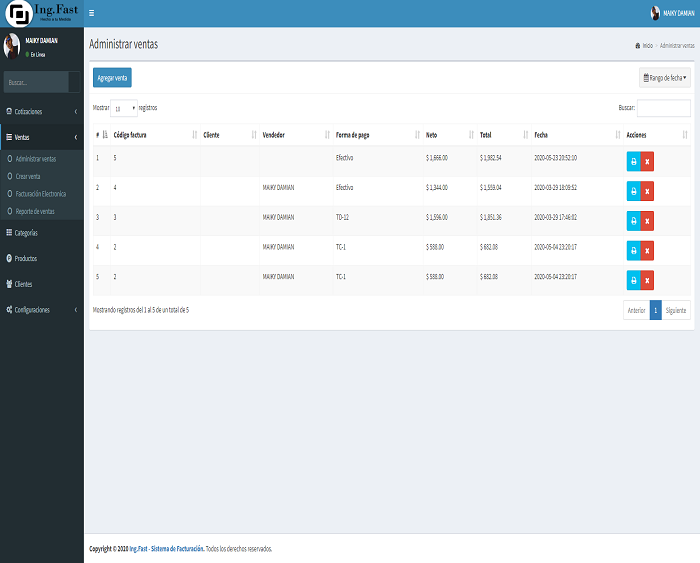 Ing.Fast
Hecho a tu Medida
MAIKY DAMIAN
MAIKY DAMIAN
En Linea
Buscar...
Cotizaciones
Ventas
Administrar ventas
Crear venta
Facturación Electronica
Reporte de ventas
Categorías
Productos
Clientes
Configuraciones
Administrar ventas
Inicio > Administrar ventas
Agregar venta
Rango de fecha
Mostrar 10 registros
Buscar:
# Código factura Cliente Vendedor Forma de pago Neto Total Fecha Acciones
1 5 Efectivo $ 1,666.00 $ 1,982.54 2020-05-23 20:52:10
2 4 MAIKY DAMIAN Efectivo $ 1,344.00 $ 1,559.04 2020-03-29 18:09:52
3 3 MAIKY DAMIAN TD-12 $ 1,596.00 $ 1,851.36 2020-03-29 17:46:02
4 2 MAIKY DAMIAN TC-1 $ 588.00 $ 682.08 2020-05-04 23:20:17
5 2 MAIKY DAMIAN TC-1 $ 588.00 $ 682.08 2020-05-04 23:20:17
Mostrando registros del 1 al 5 de un total de 5
Anterior 1 Siguiente
Copyright © 2020 Ing.Fast - Sistema de Facturación. Todos los derechos reservados.